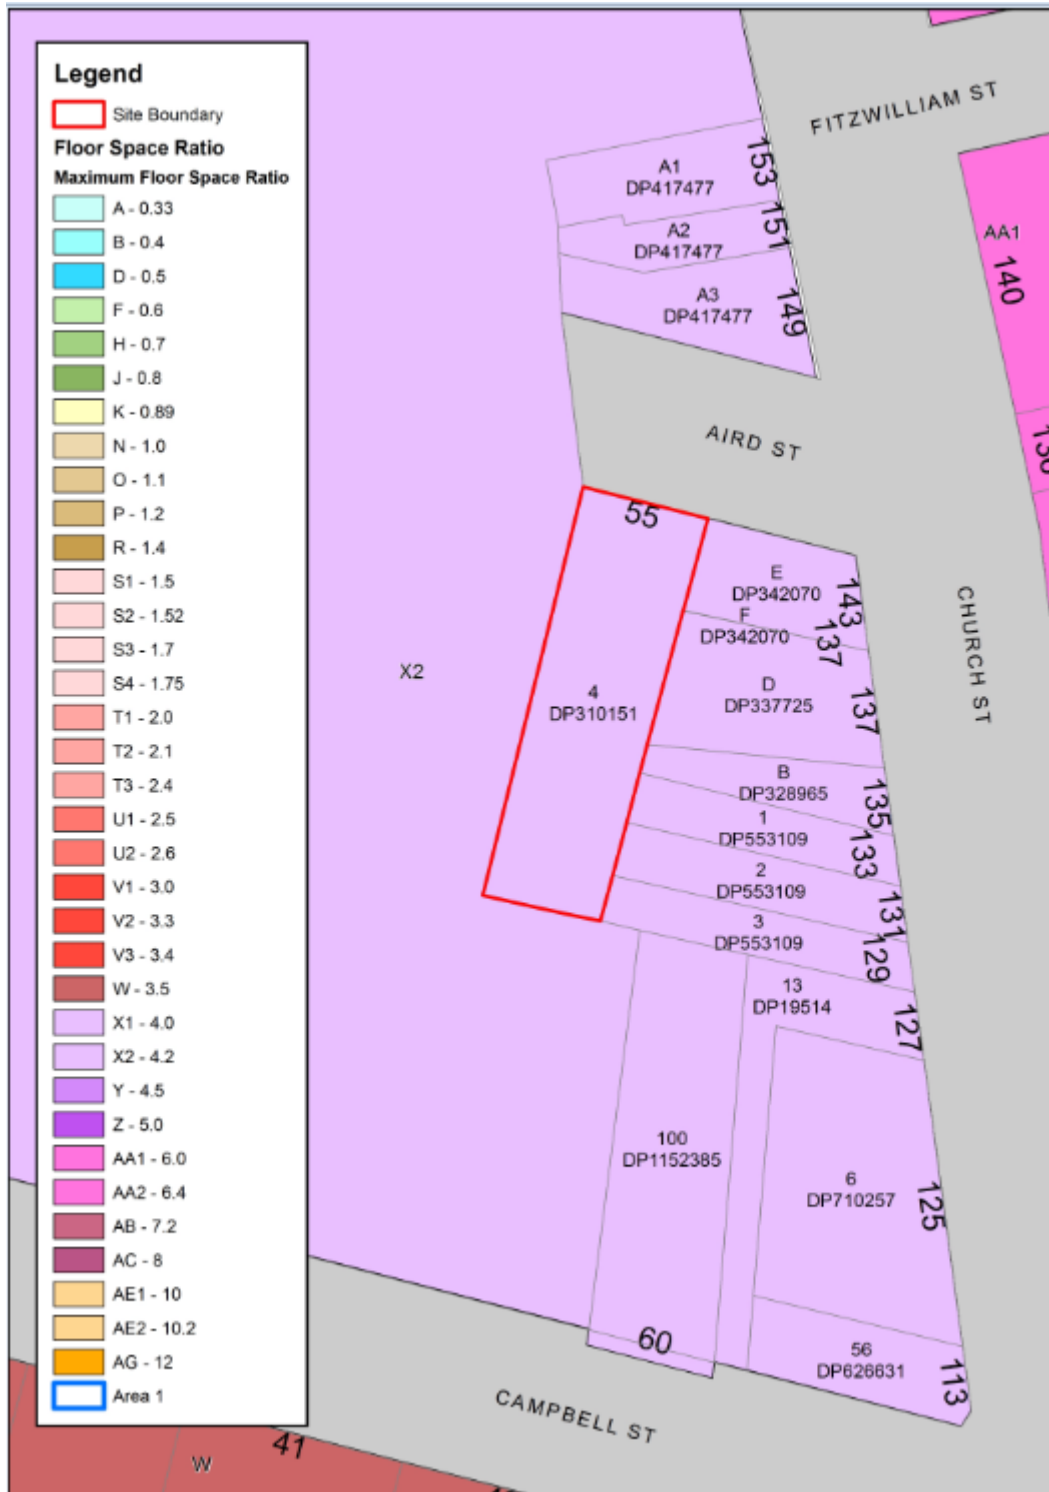 Legend
Site Boundary
Floor Space Ratio
Maximum Floor Space Ratio
A - 0.33
B - 0.4
D - 0.5
F - 0.6
H - 0.7
J - 0.8
K - 0.89
N - 1.0
O - 1.1
P - 1.2
R - 1.4
S1 - 1.5
S2 - 1.52
S3 - 1.7
S4 - 1.75
T1 - 2.0
T2 - 2.1
T3 - 2.4
U1 - 2.5
U2 - 2.6
V1 - 3.0
V2 - 3.3
V3 - 3.4
W - 3.5
X1 - 4.0
X2 - 4.2
Y - 4.5
Z - 5.0
AA1 - 6.0
AA2 - 6.4
AB - 7.2
AC - 8
AE1 - 10
AE2 - 10.2
AG - 12
Area 1
FITZWILLIAM ST
A1
DP417477
153
A2
DP417477
151
A3
DP417477
149
AA1
140
AIRD ST
55
E
DP342070
143
F
DP342070
137
CHURCH ST
X2
4
DP310151
D
DP337725
137
B
DP328965
135
1
DP553109
133
2
DP553109
131
3
DP553109
129
13
DP19514
127
100
DP1152385
6
DP710257
125
60
56
DP626631
113
CAMPBELL ST
41
W